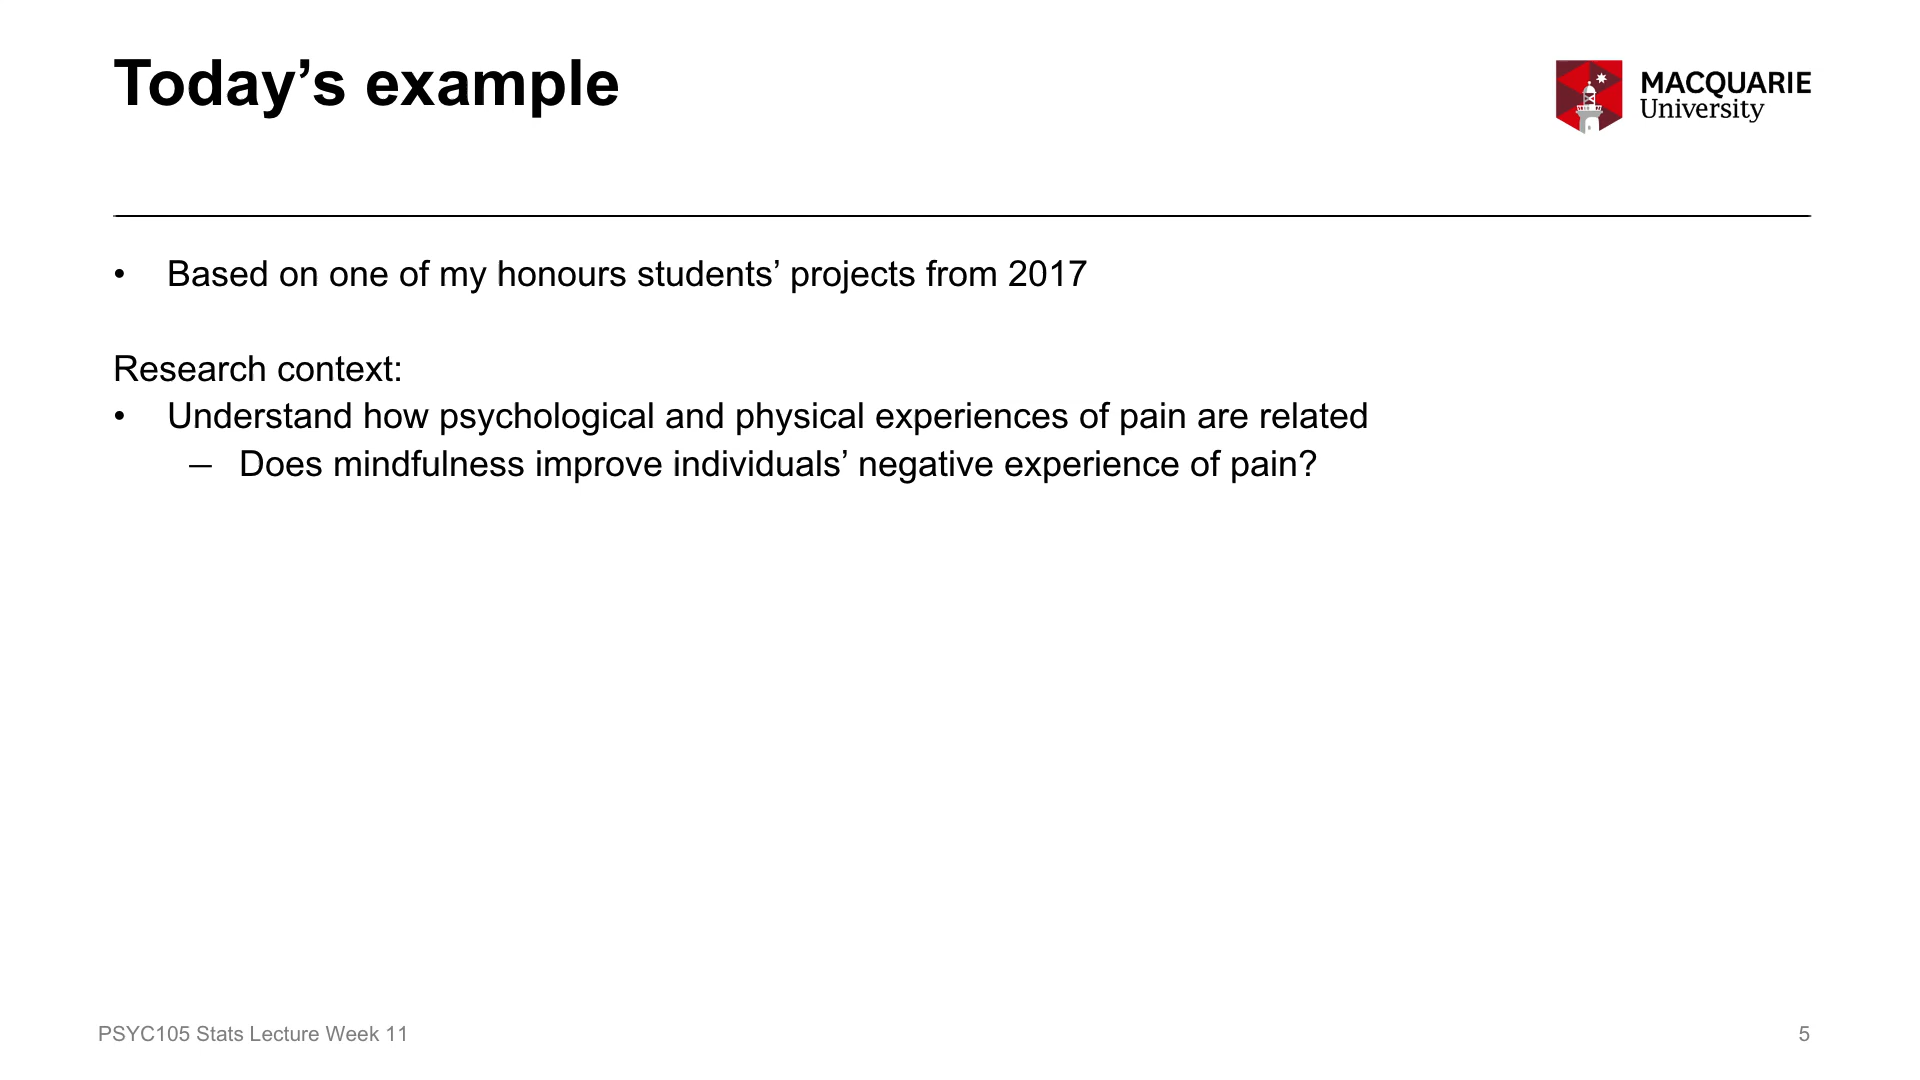 Today’s example
MACQUARIE
University
• Based on one of my honours students’ projects from 2017
Research context:
• Understand how psychological and physical experiences of pain are related
– Does mindfulness improve individuals’ negative experience of pain?
PSYC105 Stats Lecture Week 11
5